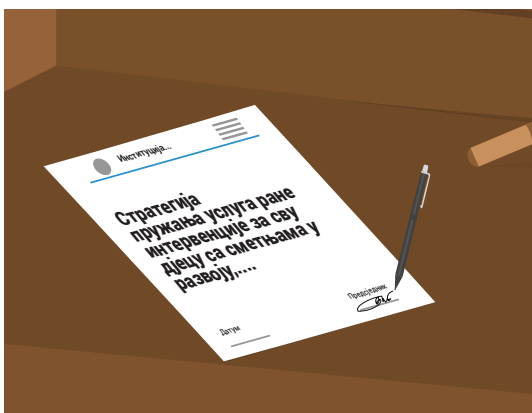 Институција...
Стратегија
пружања услуга ране
интервенције за сву
дјецу са сметњама у
развоју,....
Датум
Предсједник